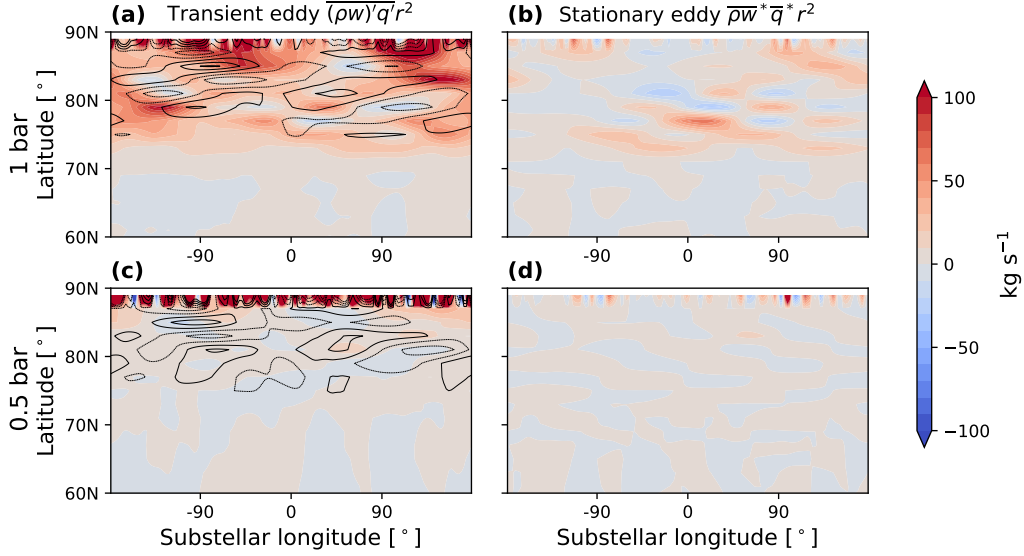 (a) Transient eddy $\overline{(\rho w)'q'}r^2$
(b) Stationary eddy $\overline{\rho w}^*\overline{q}^*r^2$
90N
80N
70N
60N
1 bar
Latitude [°]
-90 0 90
-90 0 90
(c)
(d)
90N
80N
70N
60N
0.5 bar
Latitude [°]
-90 0 90
-90 0 90
Substellar longitude [°]
Substellar longitude [°]
100
50
0
−50
−100
kg s⁻¹